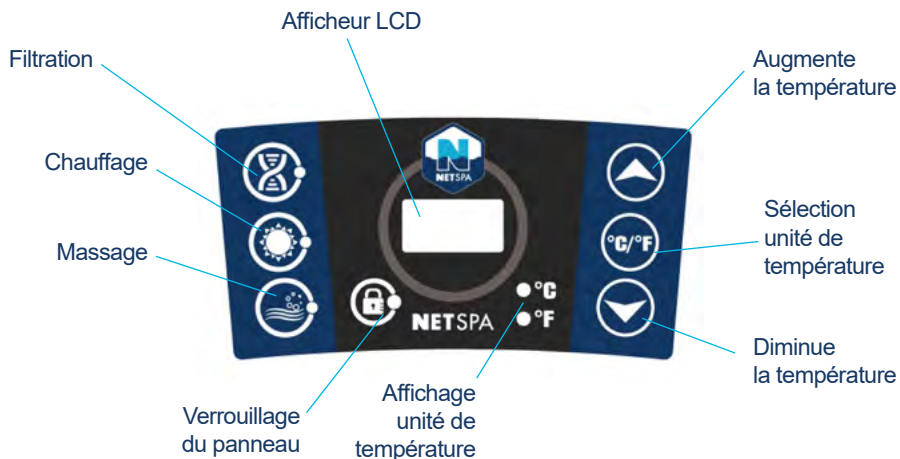 Afficheur LCD
Filtration
Augmente
la température
Chauffage
Massage
NETSPA
°C/°F
Sélection
unité de
température
°C
NETSPA
°F
Diminue
la température
Verrouillage
du panneau
Affichage
unité de
température